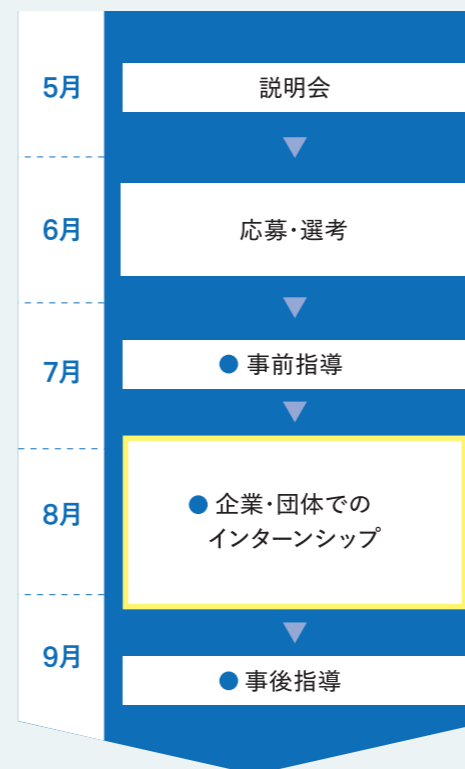 5月
説明会
6月
応募・選考
7月
● 事前指導
8月
● 企業・団体での
インターンシップ
9月
● 事後指導